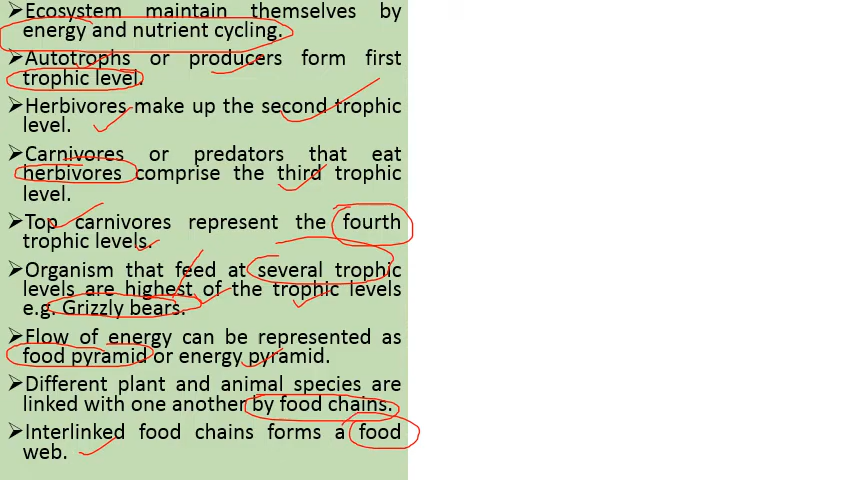 ➢Ecosystem maintain themselves by
energy and nutrient cycling.
➢Autotrophs or producers form first
trophic level.
➢Herbivores make up the second trophic
level.
➢Carnivores or predators that eat
herbivores comprise the third trophic
level.
➢Top carnivores represent the fourth
trophic levels.
➢Organism that feed at several trophic
levels are highest of the trophic levels
e.g. Grizzly bears.
➢Flow of energy can be represented as
food pyramid or energy pyramid.
➢Different plant and animal species are
linked with one another by food chains.
➢Interlinked food chains forms a food
web.